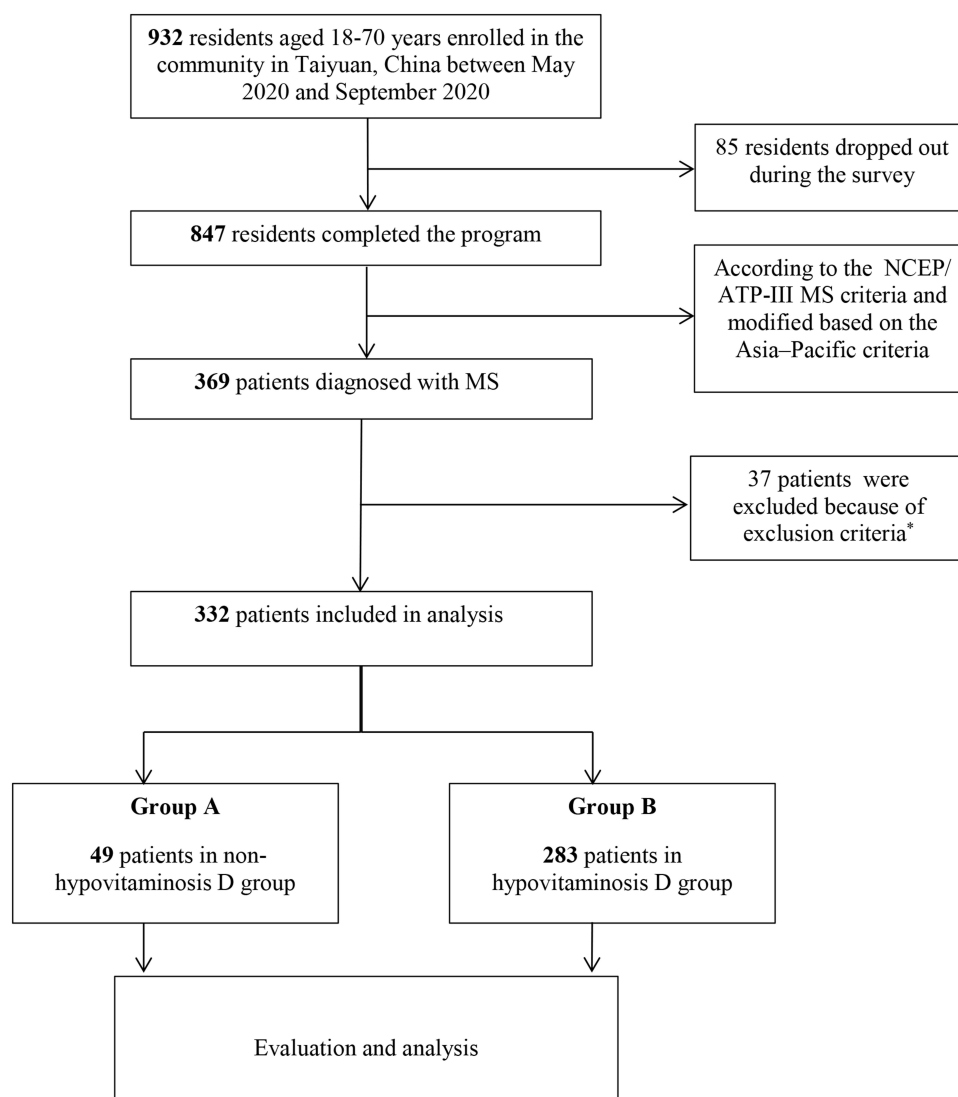 932 residents aged 18-70 years enrolled in the
community in Taiyuan, China between May
2020 and September 2020
85 residents dropped out
during the survey
847 residents completed the program
According to the NCEP/
ATP-III MS criteria and
modified based on the
Asia–Pacific criteria
369 patients diagnosed with MS
37 patients were
excluded because of
exclusion criteria*
332 patients included in analysis
Group A
49 patients in non-
hypovitaminosis D group
Group B
283 patients in
hypovitaminosis D group
Evaluation and analysis